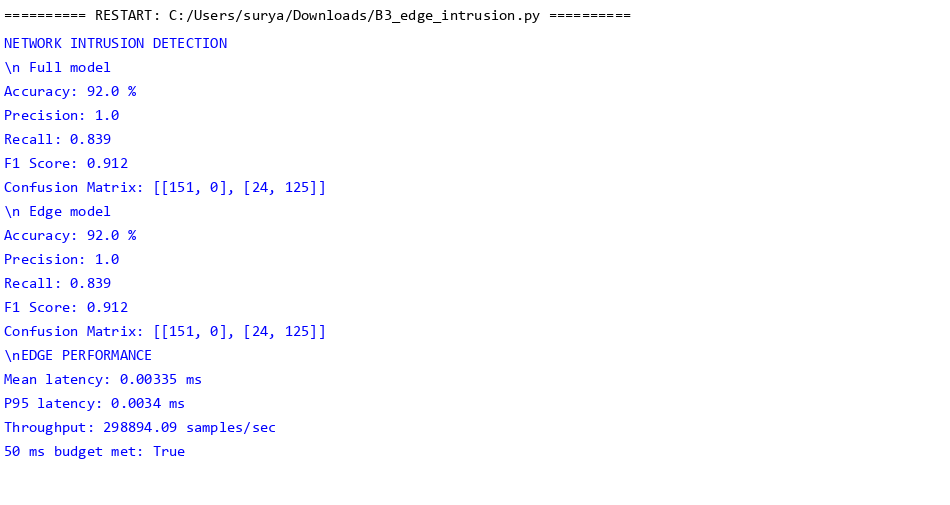 ========== RESTART: C:/Users/surya/Downloads/B3_edge_intrusion.py ==========
NETWORK INTRUSION DETECTION
\n Full model
Accuracy: 92.0 %
Precision: 1.0
Recall: 0.839
F1 Score: 0.912
Confusion Matrix: [[151, 0], [24, 125]]
\n Edge model
Accuracy: 92.0 %
Precision: 1.0
Recall: 0.839
F1 Score: 0.912
Confusion Matrix: [[151, 0], [24, 125]]
\nEDGE PERFORMANCE
Mean latency: 0.00335 ms
P95 latency: 0.0034 ms
Throughput: 298894.09 samples/sec
50 ms budget met: True